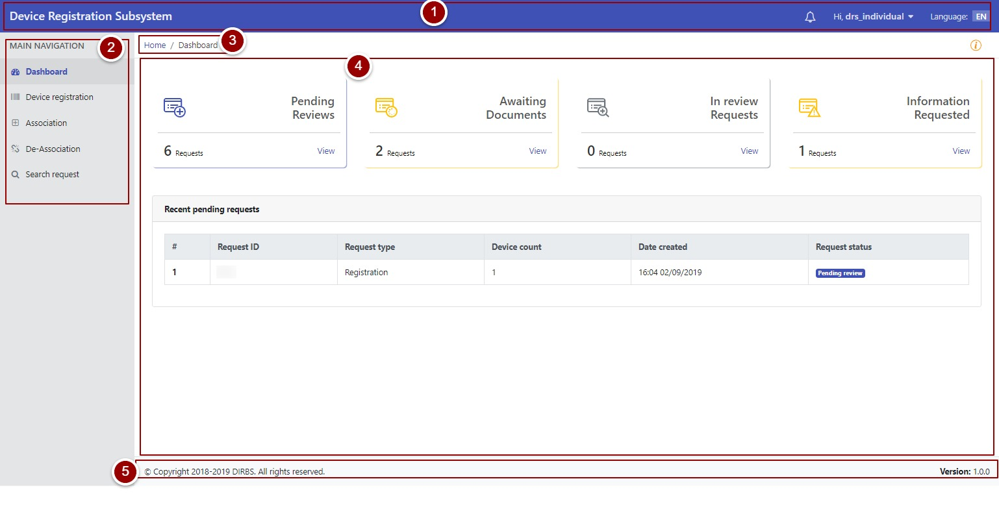 Device Registration Subsystem
1
Hi, drs_individual
Language: EN
MAIN NAVIGATION
2
Dashboard
Device registration
Association
De-Association
Search request
Home / Dashboard
3
i
4
Pending
Reviews
6 Requests
View
Awaiting
Documents
2 Requests
View
In review
Requests
0 Requests
View
Information
Requested
1 Requests
View
Recent pending requests
# Request ID Request type Device count Date created Request status
1 Registration 1 16:04 02/09/2019 Pending review
5
© Copyright 2018-2019 DIRBS. All rights reserved.
Version: 1.0.0